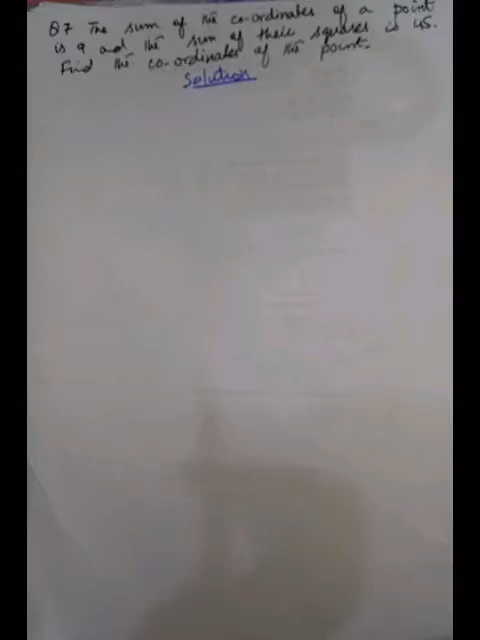 Q7 The sum of the co-ordinates of a point
is 9 and the sum of their squares is 45.
Find the co-ordinates of the point.
Solution